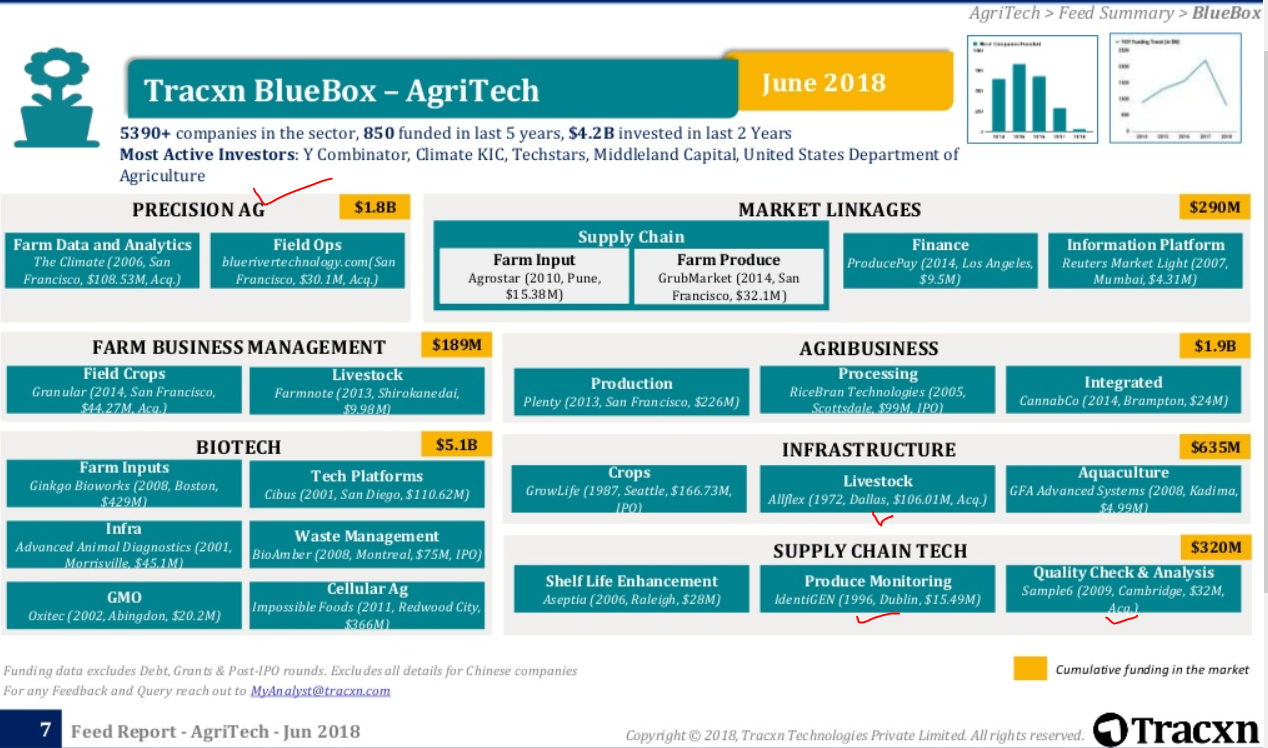 AgriTech > Feed Summary > BlueBox
Tracxn BlueBox – AgriTech
June 2018
5390+ companies in the sector, 850 funded in last 5 years, $4.2B invested in last 2 Years
Most Active Investors: Y Combinator, Climate KIC, Techstars, Middleland Capital, United States Department of
Agriculture
PRECISION AG
$1.8B
Farm Data and Analytics
The Climate (2006, San
Francisco, $108.53M, Acq.)
Field Ops
bluerivertechnology.com(San
Francisco, $30.1M, Acq.)
MARKET LINKAGES
$290M
Supply Chain
Farm Input
Agrostar (2010, Pune,
$15.38M)
Farm Produce
GrubMarket (2014, San
Francisco, $32.1M)
Finance
ProducePay (2014, Los Angeles,
$9.5M)
Information Platform
Reuters Market Light (2007,
Mumbai, $4.31M)
FARM BUSINESS MANAGEMENT
$189M
Field Crops
Granular (2014, San Francisco,
$44.27M, Acq.)
Livestock
Farmnote (2013, Shirokanedai,
$9.98M)
AGRIBUSINESS
$1.9B
Production
Plenty (2013, San Francisco, $226M)
Processing
RiceBran Technologies (2005,
Scottsdale, $99M, IPO)
Integrated
CannabCo (2014, Brampton, $24M)
BIOTECH
$5.1B
Farm Inputs
Ginkgo Bioworks (2008, Boston,
$429M)
Tech Platforms
Cibus (2001, San Diego, $110.62M)
Infra
Advanced Animal Diagnostics (2001,
Morrisville, $45.1M)
Waste Management
BioAmber (2008, Montreal, $75M, IPO)
GMO
Oxitec (2002, Abingdon, $20.2M)
Cellular Ag
Impossible Foods (2011, Redwood City,
$366M)
INFRASTRUCTURE
$635M
Crops
GrowLife (1987, Seattle, $166.73M,
IPO)
Livestock
Allflex (1972, Dallas, $106.01M, Acq.)
Aquaculture
GFA Advanced Systems (2008, Kadima,
$4.99M)
SUPPLY CHAIN TECH
$320M
Shelf Life Enhancement
Aseptia (2006, Raleigh, $28M)
Produce Monitoring
IdentiGEN (1996, Dublin, $15.49M)
Quality Check & Analysis
Sample6 (2009, Cambridge, $32M,
Acq.)
Funding data excludes Debt, Grants & Post-IPO rounds. Excludes all details for Chinese companies
For any Feedback and Query reach out to MyAnalyst@tracxn.com
Cumulative funding in the market
7 Feed Report - AgriTech - Jun 2018
Copyright © 2018, Tracxn Technologies Private Limited. All rights reserved.
Tracxn